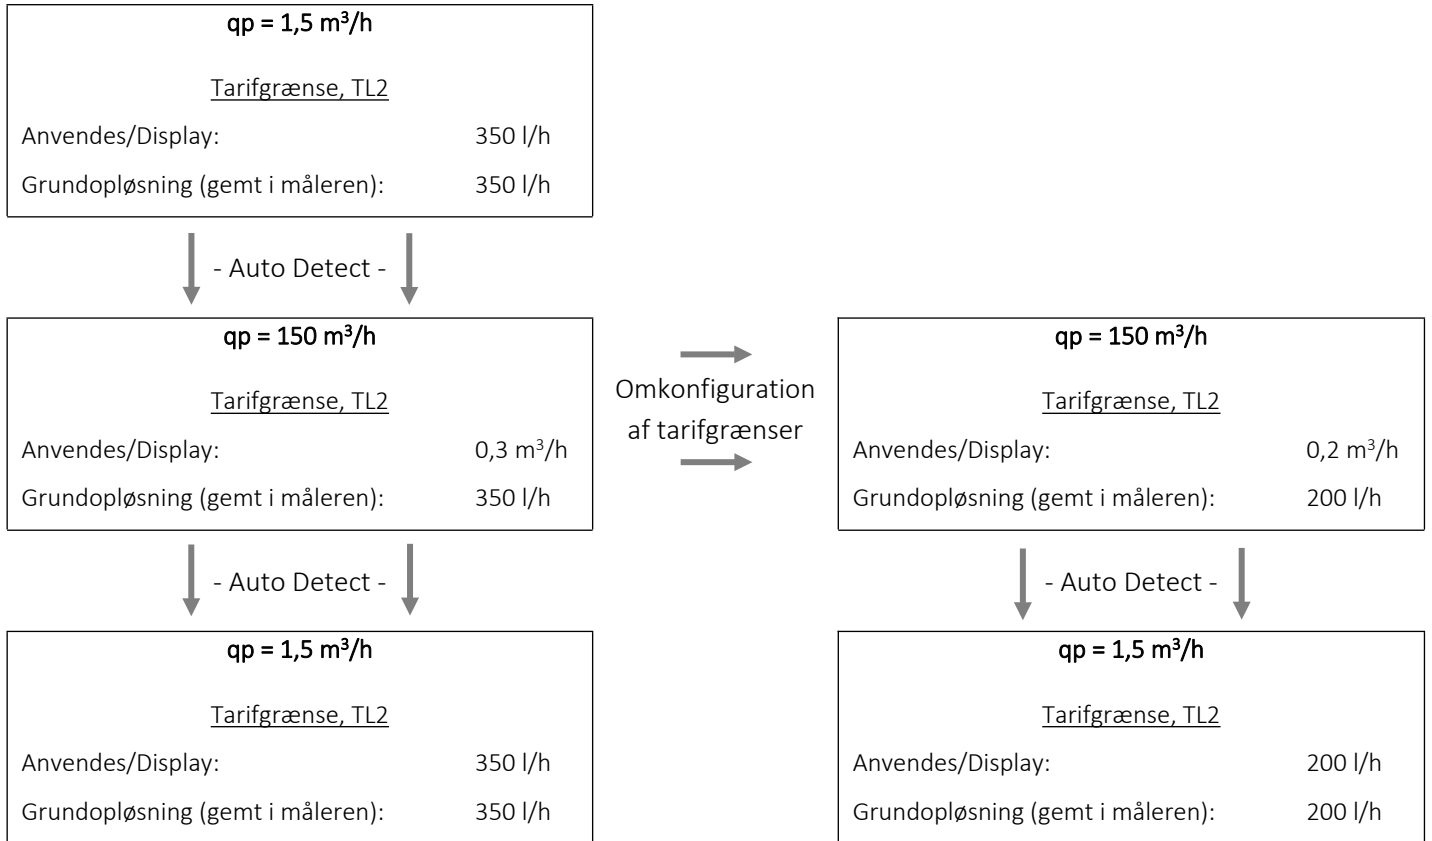 qp = 1,5 m³/h
Tarifgrænse, TL2
Anvendes/Display: 350 l/h
Grundopløsning (gemt i måleren): 350 l/h
- Auto Detect -
qp = 150 m³/h
Tarifgrænse, TL2
Anvendes/Display: 0,3 m³/h
Grundopløsning (gemt i måleren): 350 l/h
Omkonfiguration
af tarifgrænser
qp = 150 m³/h
Tarifgrænse, TL2
Anvendes/Display: 0,2 m³/h
Grundopløsning (gemt i måleren): 200 l/h
- Auto Detect -
qp = 1,5 m³/h
Tarifgrænse, TL2
Anvendes/Display: 350 l/h
Grundopløsning (gemt i måleren): 350 l/h
- Auto Detect -
qp = 1,5 m³/h
Tarifgrænse, TL2
Anvendes/Display: 200 l/h
Grundopløsning (gemt i måleren): 200 l/h